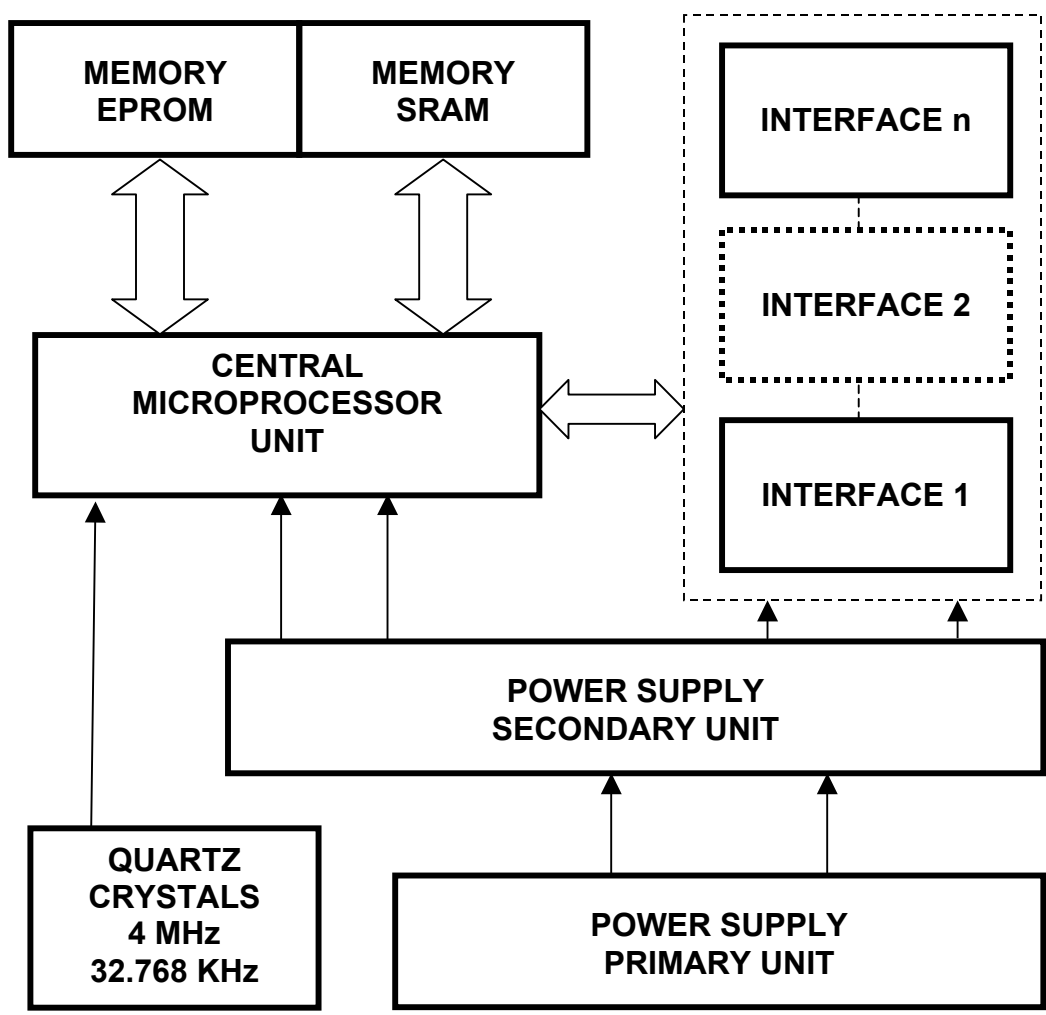 MEMORY
EPROM
MEMORY
SRAM
INTERFACE n
INTERFACE 2
CENTRAL
MICROPROCESSOR
UNIT
INTERFACE 1
POWER SUPPLY
SECONDARY UNIT
QUARTZ
CRYSTALS
4 MHz
32.768 KHz
POWER SUPPLY
PRIMARY UNIT